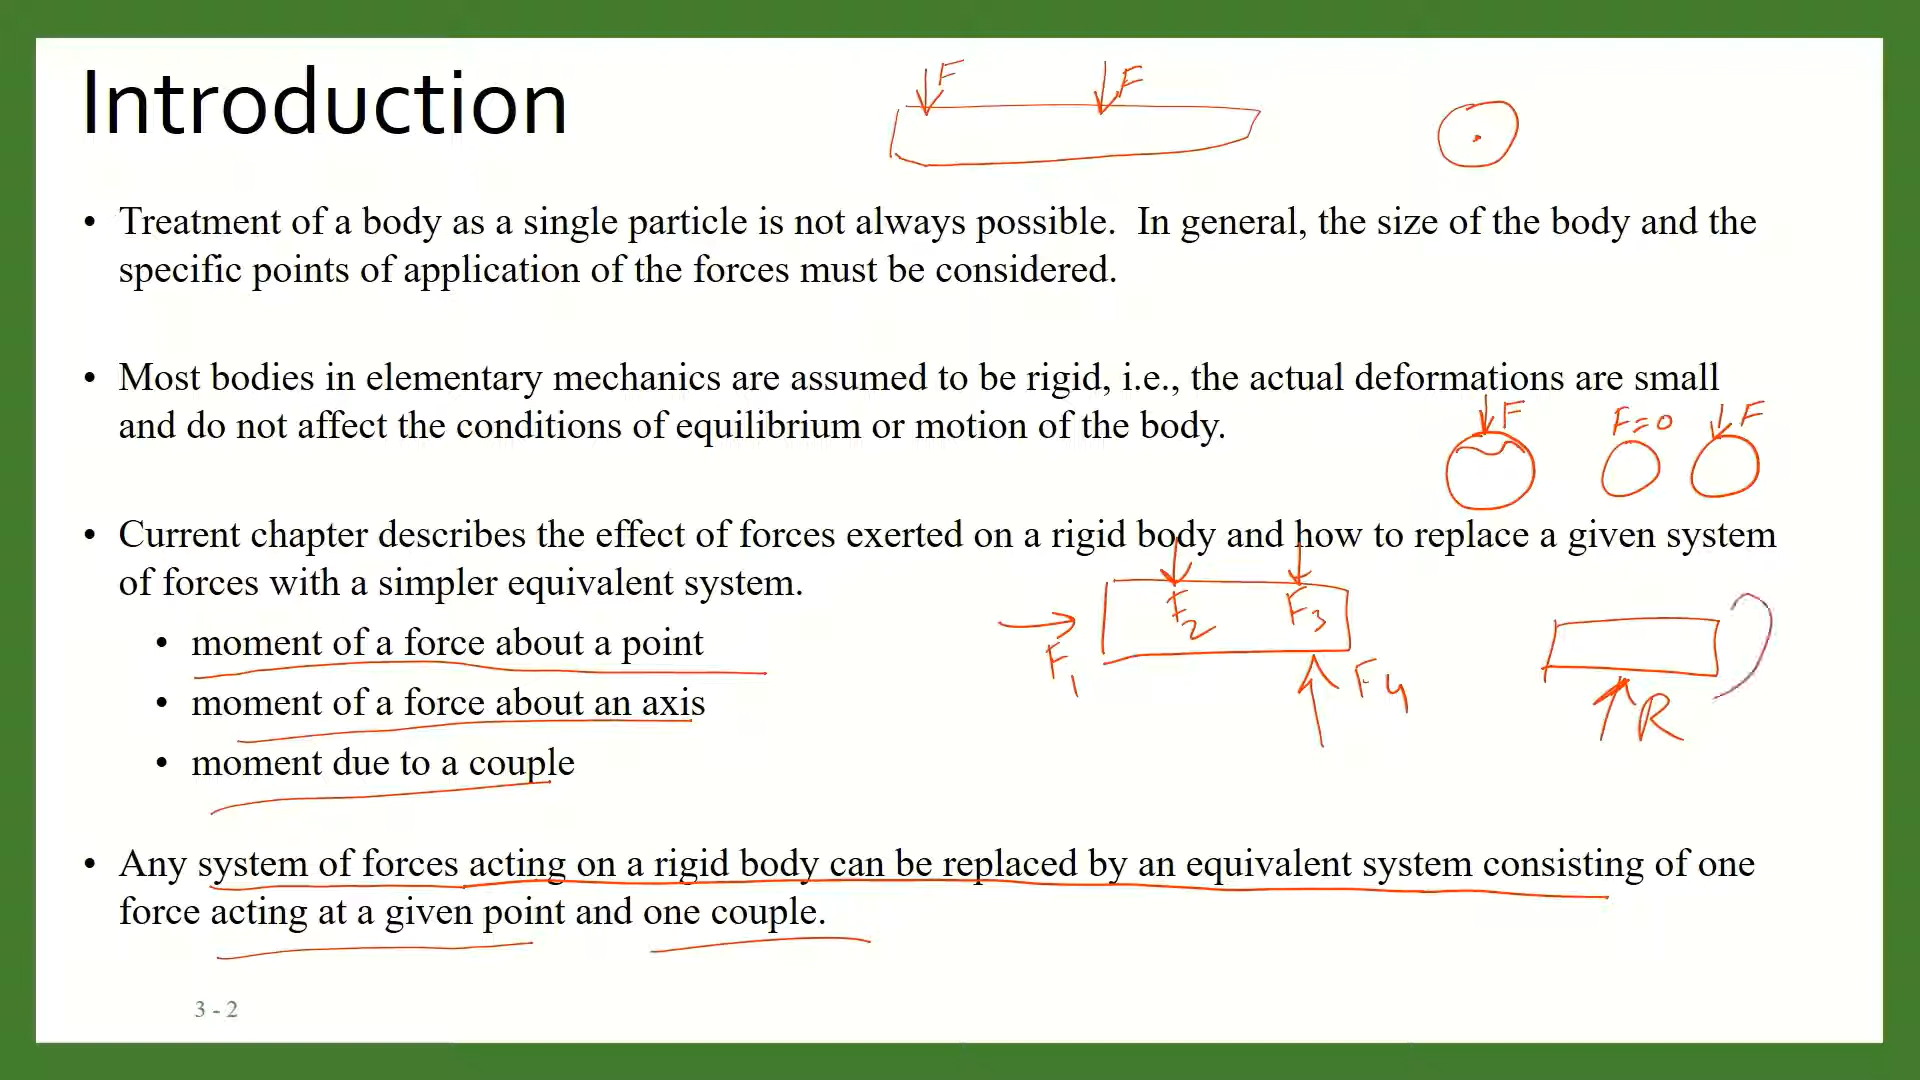 Introduction
F F
• Treatment of a body as a single particle is not always possible. In general, the size of the body and the
specific points of application of the forces must be considered.
• Most bodies in elementary mechanics are assumed to be rigid, i.e., the actual deformations are small
and do not affect the conditions of equilibrium or motion of the body.
F F=0 F
• Current chapter describes the effect of forces exerted on a rigid body and how to replace a given system
of forces with a simpler equivalent system.
F2 F3
• moment of a force about a point
F1 F4
• moment of a force about an axis
R
• moment due to a couple
• Any system of forces acting on a rigid body can be replaced by an equivalent system consisting of one
force acting at a given point and one couple.
3 - 2